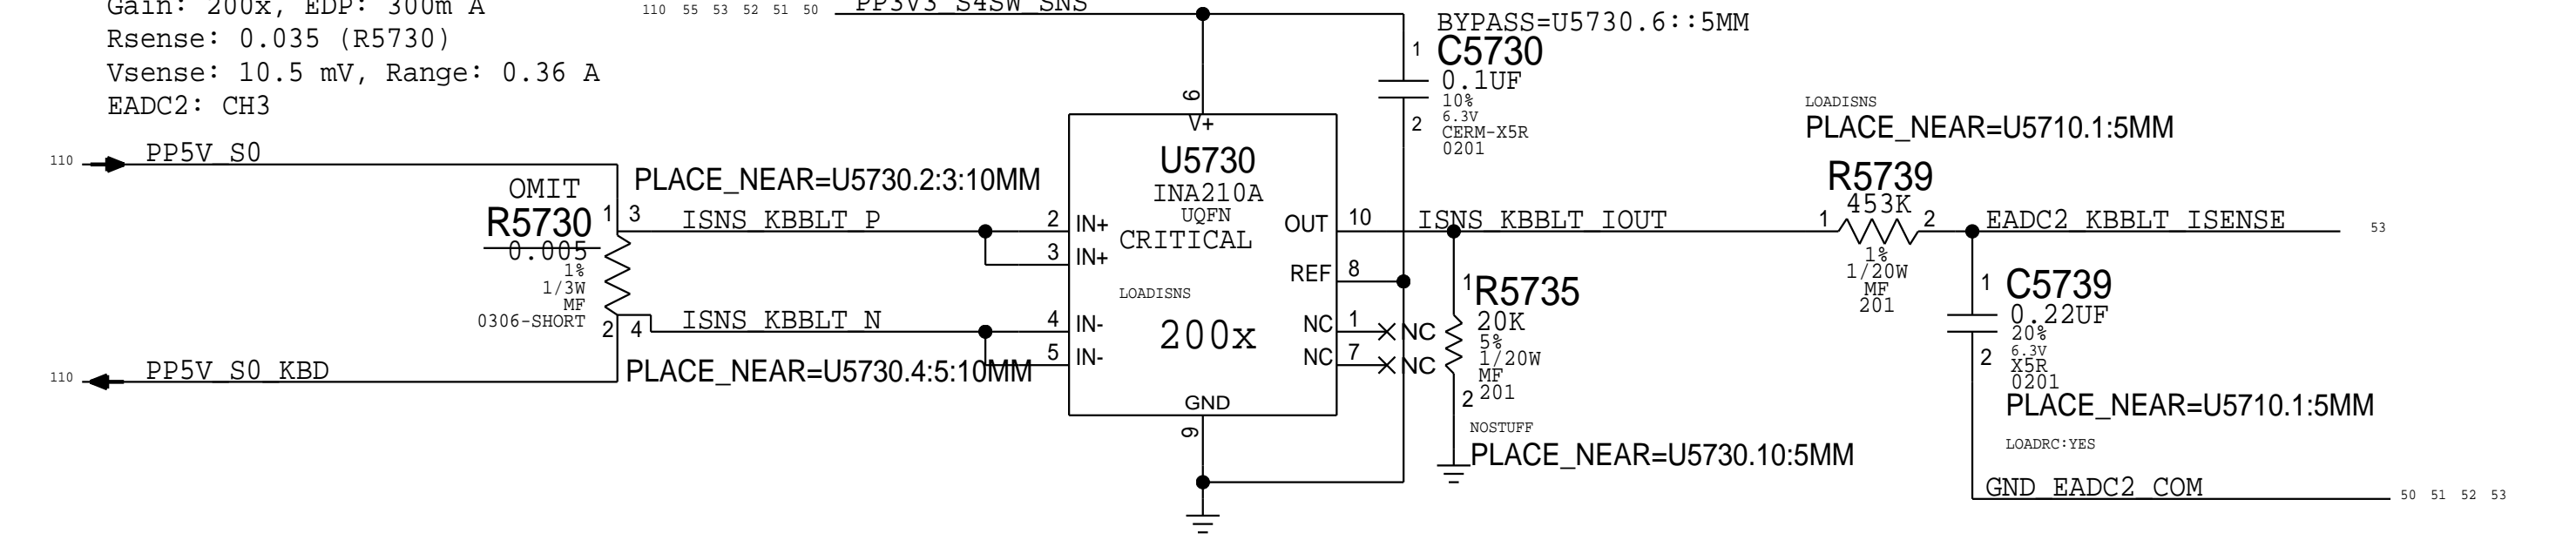 Gain: 200x, EDP: 300m A
Rsense: 0.035 (R5730)
Vsense: 10.5 mV, Range: 0.36 A
EADC2: CH3
110 55 53 52 51 50
PP3V3_S4SW_SNS
BYPASS=U5730.6::5MM
1
C5730
0.1UF
10%
6.3V
2
CERM-X5R
0201
6
V+
110
PP5V_S0
OMIT
R5730
0.005
1%
1/3W
MF
0306-SHORT
1
3
2
4
PLACE_NEAR=U5730.2:3:10MM
ISNS_KBBLT_P
ISNS_KBBLT_N
PLACE_NEAR=U5730.4:5:10MM
110
PP5V_S0_KBD
2
IN+
3
IN+
4
IN-
5
IN-
U5730
INA210A
UQFN
CRITICAL
LOADISNS
200x
GND
9
OUT
10
REF
8
NC
1
NC
NC
7
NC
ISNS_KBBLT_IOUT
1
R5735
20K
5%
1/20W
MF
201
2
NOSTUFF
PLACE_NEAR=U5730.10:5MM
LOADISNS
PLACE_NEAR=U5710.1:5MM
R5739
453K
1
2
1%
1/20W
MF
201
EADC2_KBBLT_ISENSE
53
1
C5739
0.22UF
20%
6.3V
2
X5R
0201
PLACE_NEAR=U5710.1:5MM
LOADRC:YES
GND_EADC2_COM
50 51 52 53